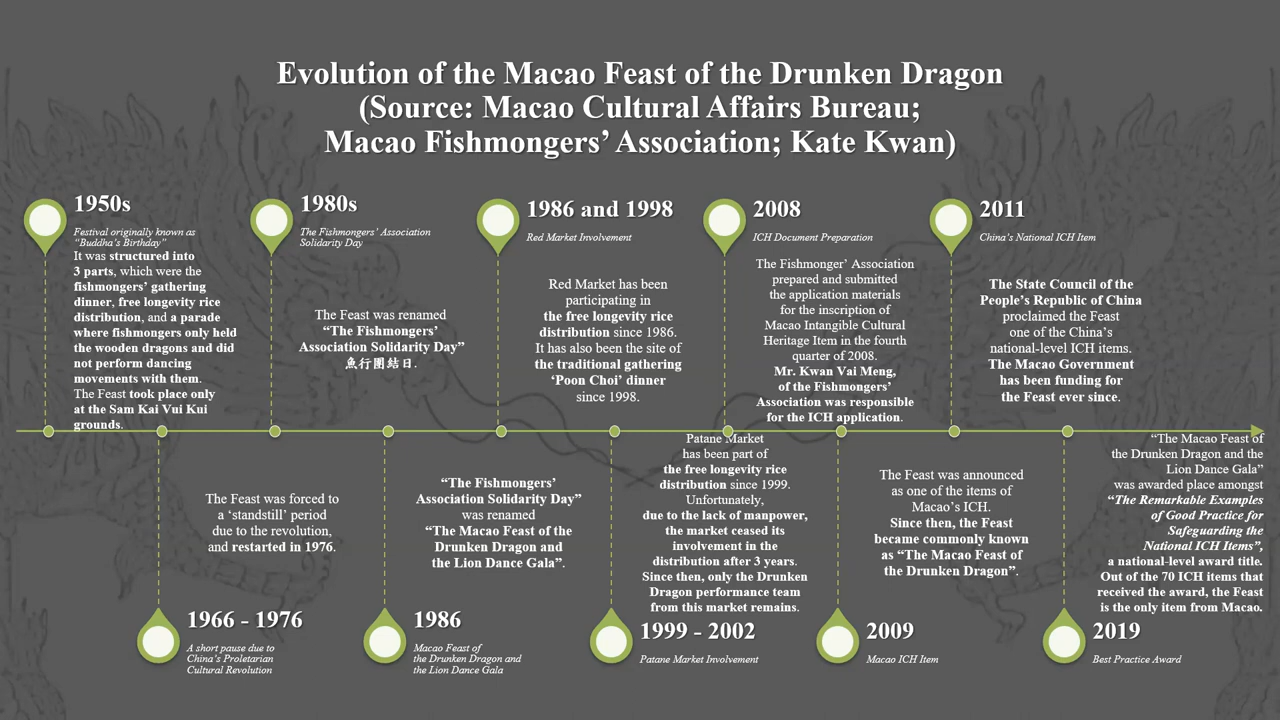 Evolution of the Macao Feast of the Drunken Dragon
(Source: Macao Cultural Affairs Bureau;
Macao Fishmongers’ Association; Kate Kwan)
1950s
Festival originally known as
“Buddha’s Birthday”
It was structured into
3 parts, which were the
fishmongers’ gathering
dinner, free longevity rice
distribution, and a parade
where fishmongers only held
the wooden dragons and did
not perform dancing
movements with them.
The Feast took place only
at the Sam Kai Vui Kui
grounds.
1966 - 1976
A short pause due to
China’s Proletarian
Cultural Revolution
The Feast was forced to
a ‘standstill’ period
due to the revolution,
and restarted in 1976.
1980s
The Fishmongers’ Association
Solidarity Day
The Feast was renamed
“The Fishmongers’
Association Solidarity Day”
魚行團結日.
1986
Macao Feast of
the Drunken Dragon and
the Lion Dance Gala
“The Fishmongers’
Association Solidarity Day”
was renamed
“The Macao Feast of the
Drunken Dragon and
the Lion Dance Gala”.
1986 and 1998
Red Market Involvement
Red Market has been
participating in
the free longevity rice
distribution since 1986.
It has also been the site of
the traditional gathering
‘Poon Choi’ dinner
since 1998.
1999 - 2002
Patane Market Involvement
Patane Market
has been part of
the free longevity rice
distribution since 1999.
Unfortunately,
due to the lack of manpower,
the market ceased its
involvement in the
distribution after 3 years.
Since then, only the Drunken
Dragon performance team
from this market remains.
2008
ICH Document Preparation
The Fishmonger’ Association
prepared and submitted
the application materials
for the inscription of
Macao Intangible Cultural
Heritage Item in the fourth
quarter of 2008.
Mr. Kwan Vai Meng,
of the Fishmongers’
Association was responsible
for the ICH application.
2009
Macao ICH Item
The Feast was announced
as one of the items of
Macao’s ICH.
Since then, the Feast
became commonly known
as “The Macao Feast of
the Drunken Dragon”.
2011
China’s National ICH Item
The State Council of the
People’s Republic of China
proclaimed the Feast
one of the China’s
national-level ICH items.
The Macao Government
has been funding for
the Feast ever since.
2019
Best Practice Award
“The Macao Feast of
the Drunken Dragon and the
Lion Dance Gala”
was awarded place amongst
“The Remarkable Examples
of Good Practice for
Safeguarding the
National ICH Items”,
a national-level award title.
Out of the 70 ICH items that
received the award, the Feast
is the only item from Macao.